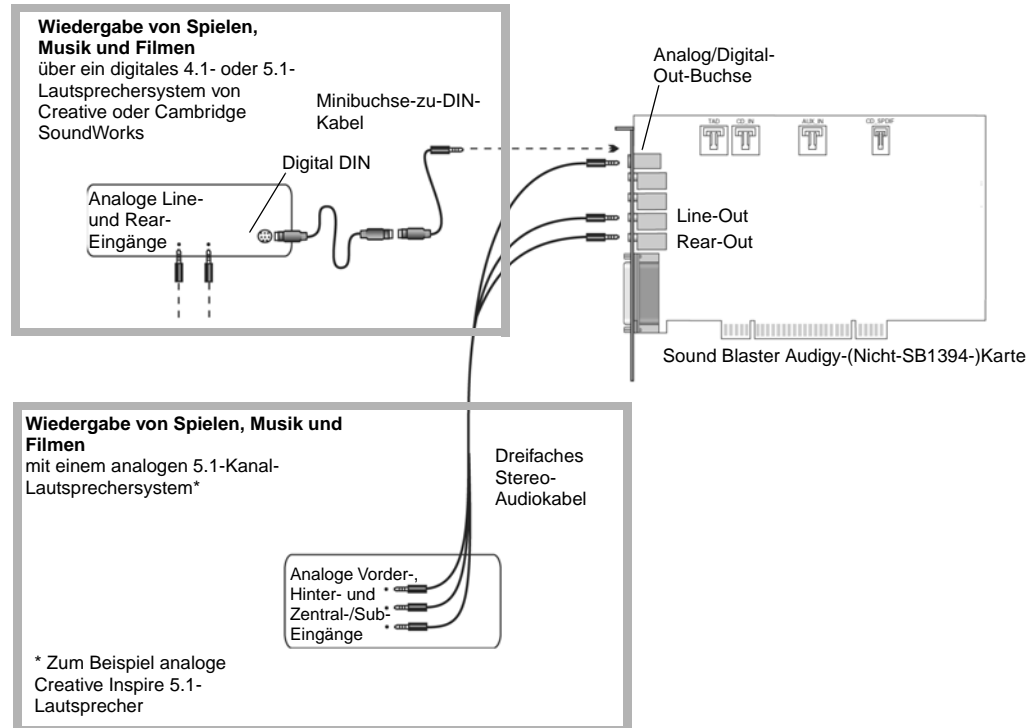 Wiedergabe von Spielen,
Musik und Filmen
über ein digitales 4.1- oder 5.1-
Lautsprechersystem von
Creative oder Cambridge
SoundWorks
Minibuchse-zu-DIN-
Kabel
Digital DIN
Analoge Line-
und Rear-
Eingänge
Analog/Digital-
Out-Buchse
TAD
CD_IN
AUX_IN
CD_SPDIF
Line-Out
Rear-Out
Sound Blaster Audigy-(Nicht-SB1394-)Karte
Wiedergabe von Spielen, Musik und
Filmen
mit einem analogen 5.1-Kanal-
Lautsprechersystem*
Dreifaches
Stereo-
Audiokabel
Analoge Vorder-,
Hinter- und
Zentral-/Sub-
Eingänge
* Zum Beispiel analoge
Creative Inspire 5.1-
Lautsprecher